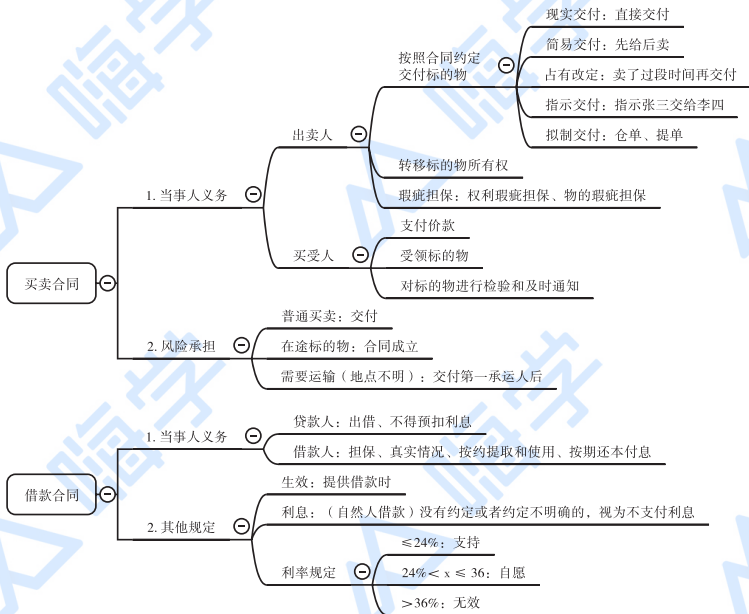 买卖合同
1. 当事人义务
出卖人
按照合同约定
交付标的物
现实交付：直接交付
简易交付：先给后卖
占有改定：卖了过段时间再交付
指示交付：指示张三交给李四
拟制交付：仓单、提单
转移标的物所有权
瑕疵担保：权利瑕疵担保、物的瑕疵担保
买受人
支付价款
受领标的物
对标的物进行检验和及时通知
2. 风险承担
普通买卖：交付
在途标的物：合同成立
需要运输（地点不明）：交付第一承运人后
借款合同
1. 当事人义务
贷款人：出借、不得预扣利息
借款人：担保、真实情况、按约提取和使用、按期还本付息
2. 其他规定
生效：提供借款时
利息：（自然人借款）没有约定或者约定不明确的，视为不支付利息
利率规定
≤24%：支持
24%＜x≤36：自愿
＞36%：无效
嗨学
嗨学
嗨学
嗨学